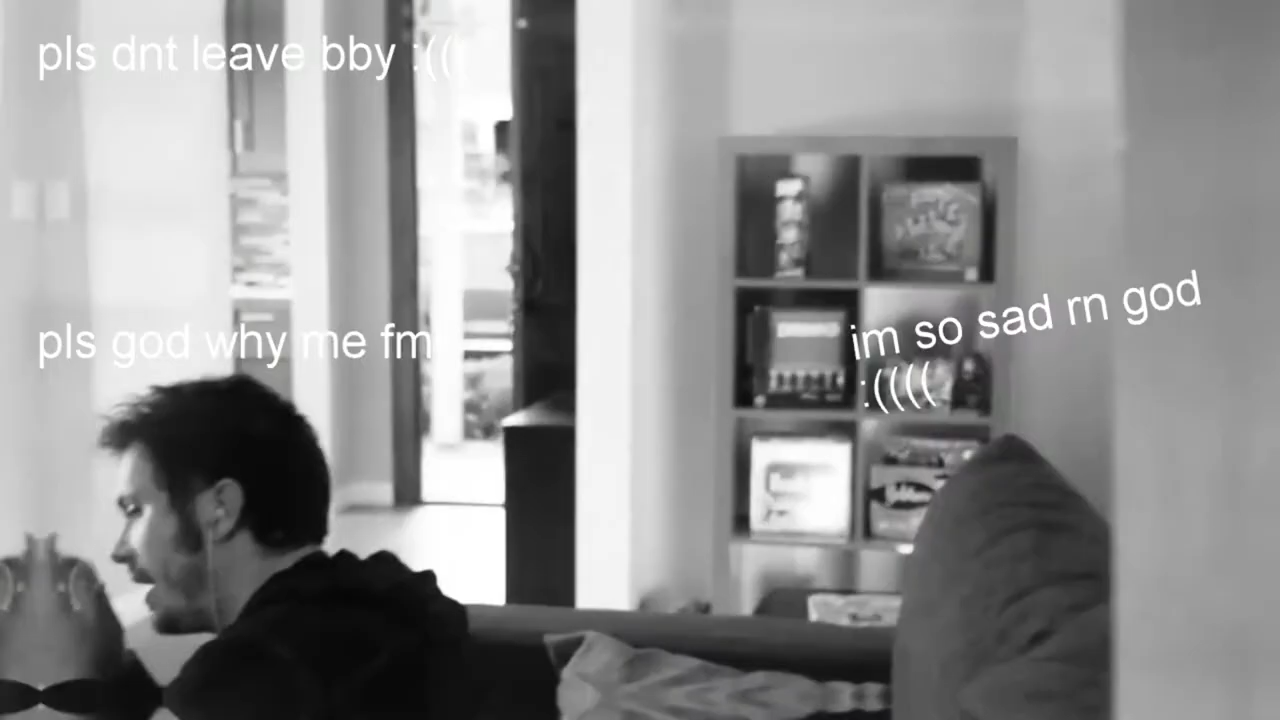 pls dnt leave bby :(((
pls god why me fm
im so sad rn god
:((((